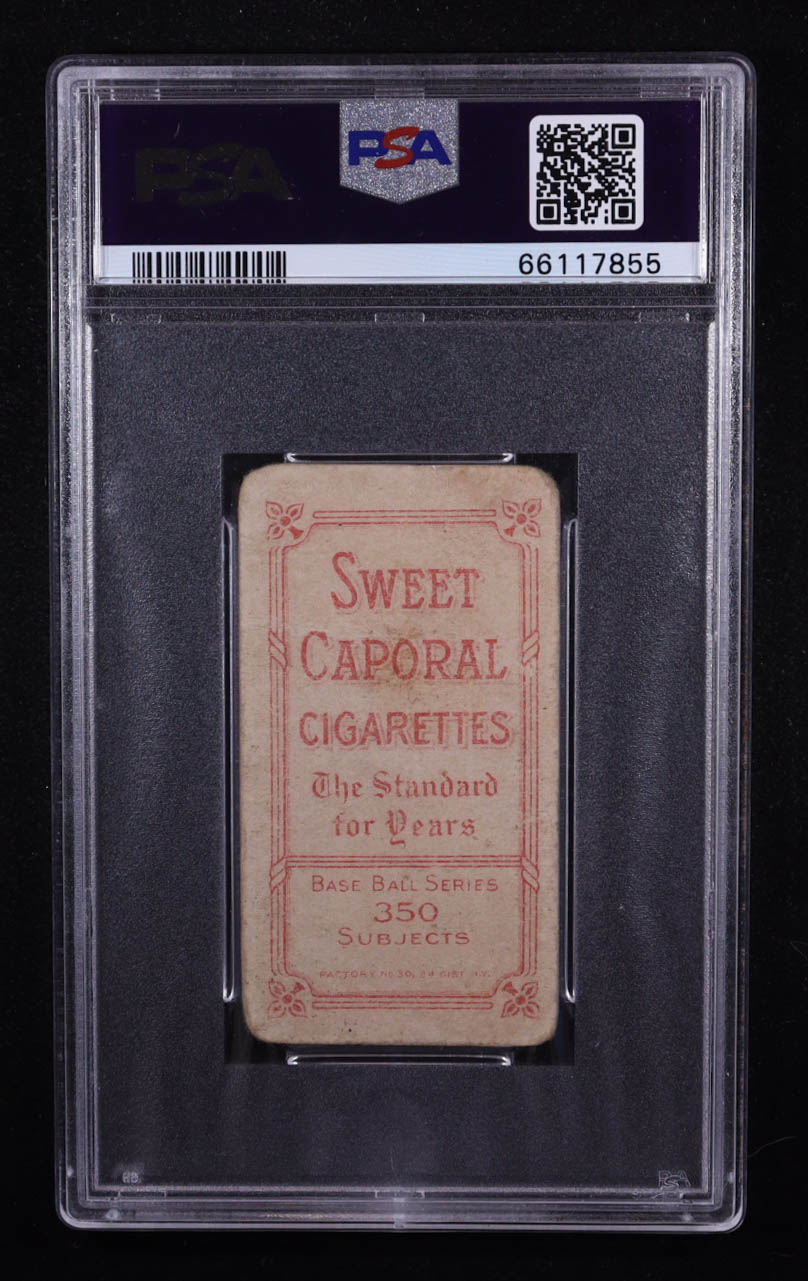 PSA
PSA
66117855
SWEET
CAPORAL
CIGARETTES
The Standard
for Years
BASE BALL SERIES
350
SUBJECTS
FACTORY No 30, 2d DIST. N.Y.
PSA